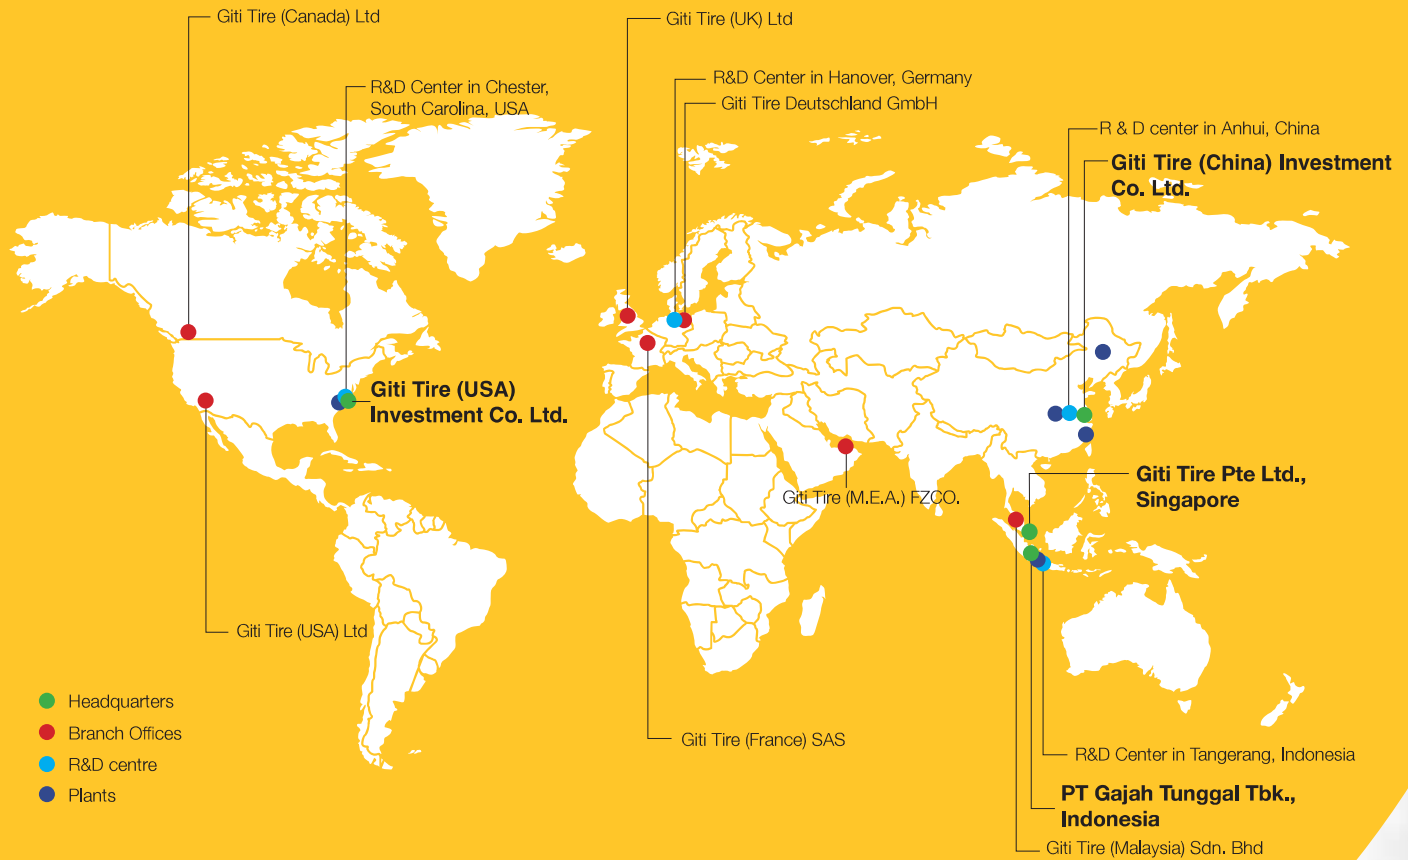 Giti Tire (Canada) Ltd
Giti Tire (UK) Ltd
R&D Center in Chester,
South Carolina, USA
R&D Center in Hanover, Germany
Giti Tire Deutschland GmbH
R & D center in Anhui, China
Giti Tire (China) Investment
Co. Ltd.
Giti Tire (USA)
Investment Co. Ltd.
Giti Tire (M.E.A.) FZCO.
Giti Tire Pte Ltd.,
Singapore
Giti Tire (USA) Ltd
Headquarters
Branch Offices
R&D centre
Plants
Giti Tire (France) SAS
R&D Center in Tangerang, Indonesia
PT Gajah Tunggal Tbk.,
Indonesia
Giti Tire (Malaysia) Sdn. Bhd